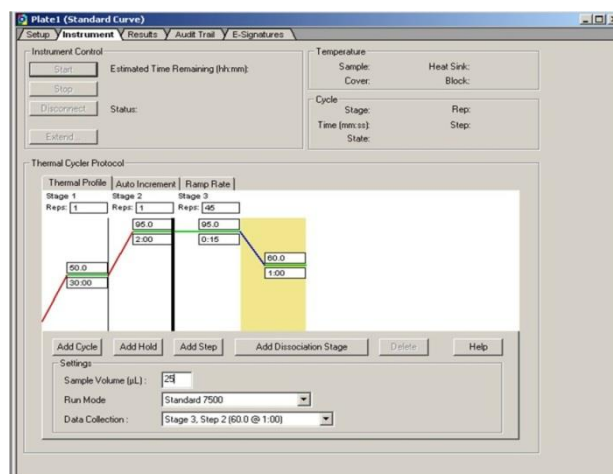 Plate1 (Standard Curve)
Setup Instrument Results Audit Trail E-Signatures
Instrument Control
Start Estimated Time Remaining (hh:mm):
Stop
Disconnect Status:
Extend...
Temperature
Sample: Heat Sink:
Cover: Block:
Cycle
Stage: Rep:
Time (mm:ss): Step:
State:
Thermal Cycler Protocol
Thermal Profile Auto Increment Ramp Rate
Stage 1 Stage 2 Stage 3
Reps: 1 Reps: 1 Reps: 45
95.0 95.0
2:00 0:15
60.0
1:00
30:00
Add Cycle Add Hold Add Step Add Dissociation Stage Delete Help
Settings
Sample Volume (µL) : 25
Run Mode Standard 7500
Data Collection : Stage 3, Step 2 (60.0 @ 1:00)